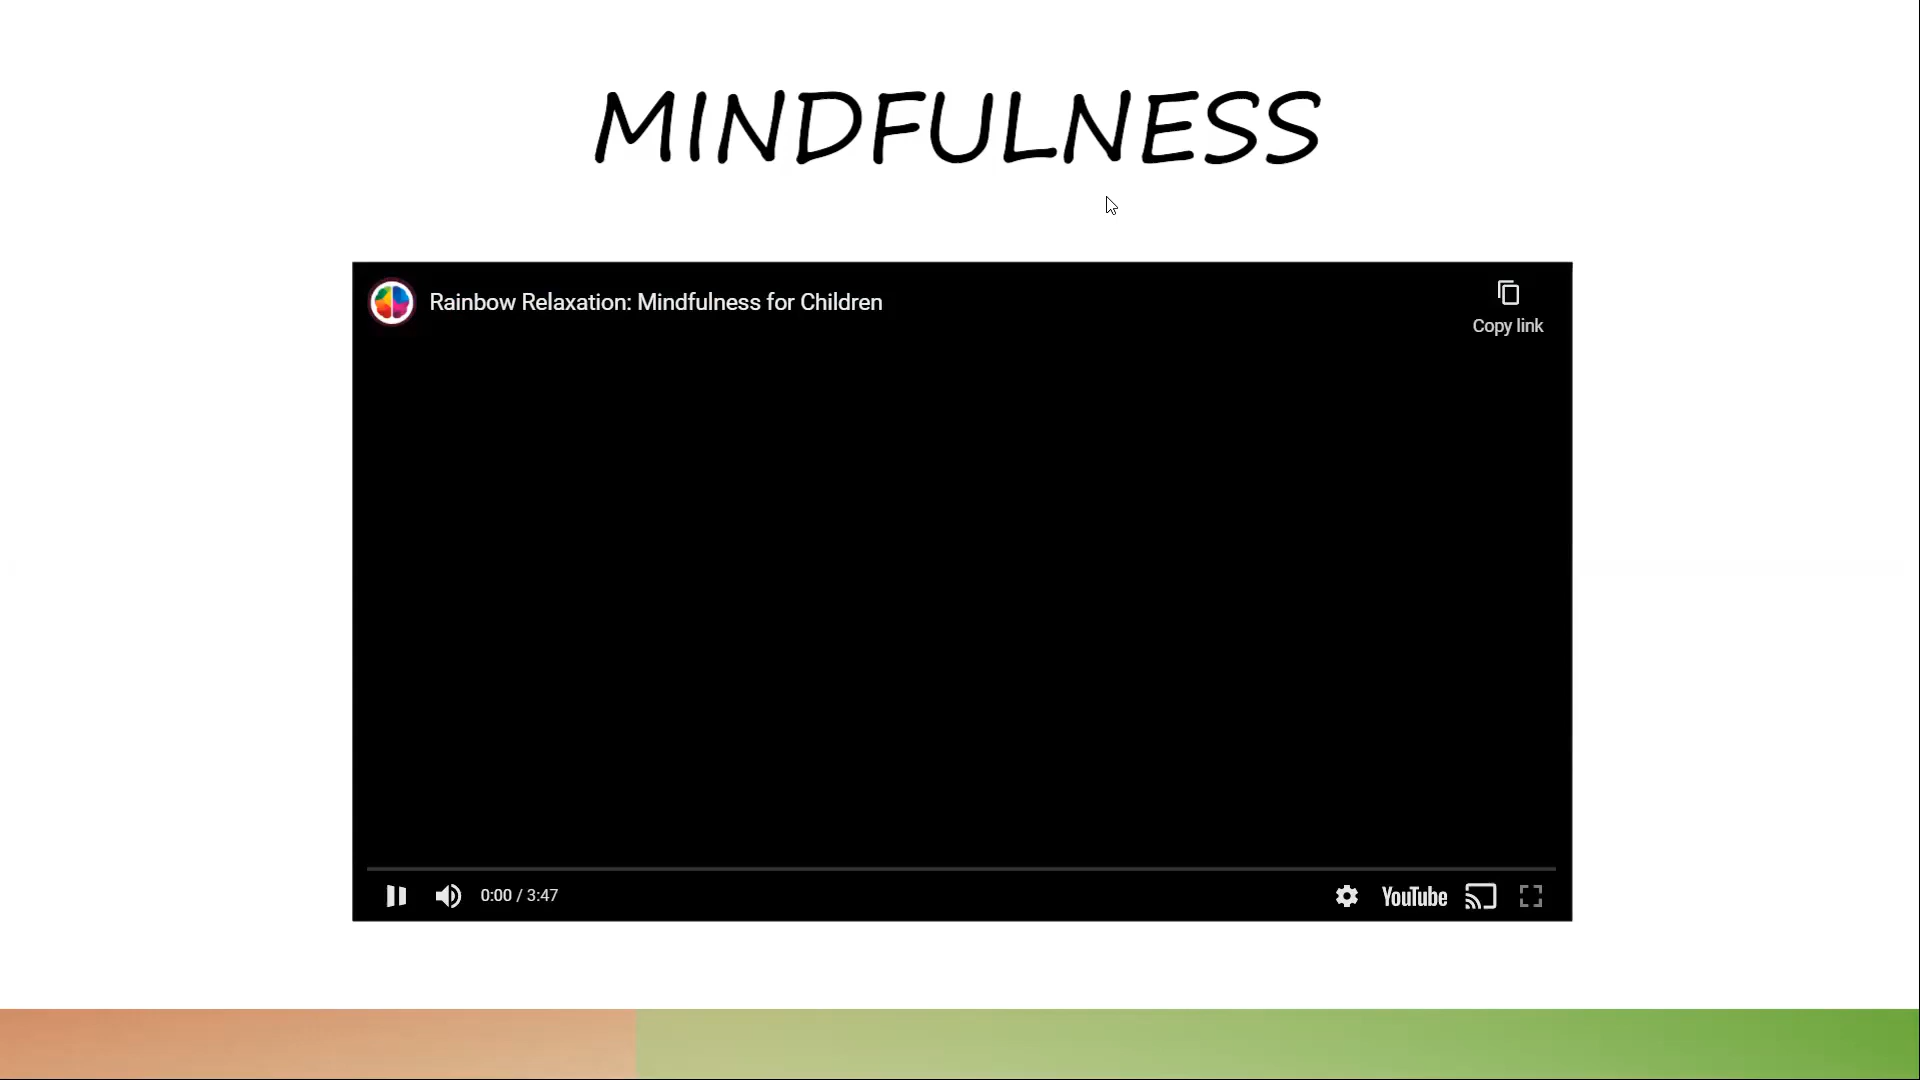 MINDFULNESS
Rainbow Relaxation: Mindfulness for Children
Copy link
0:00 / 3:47
YouTube